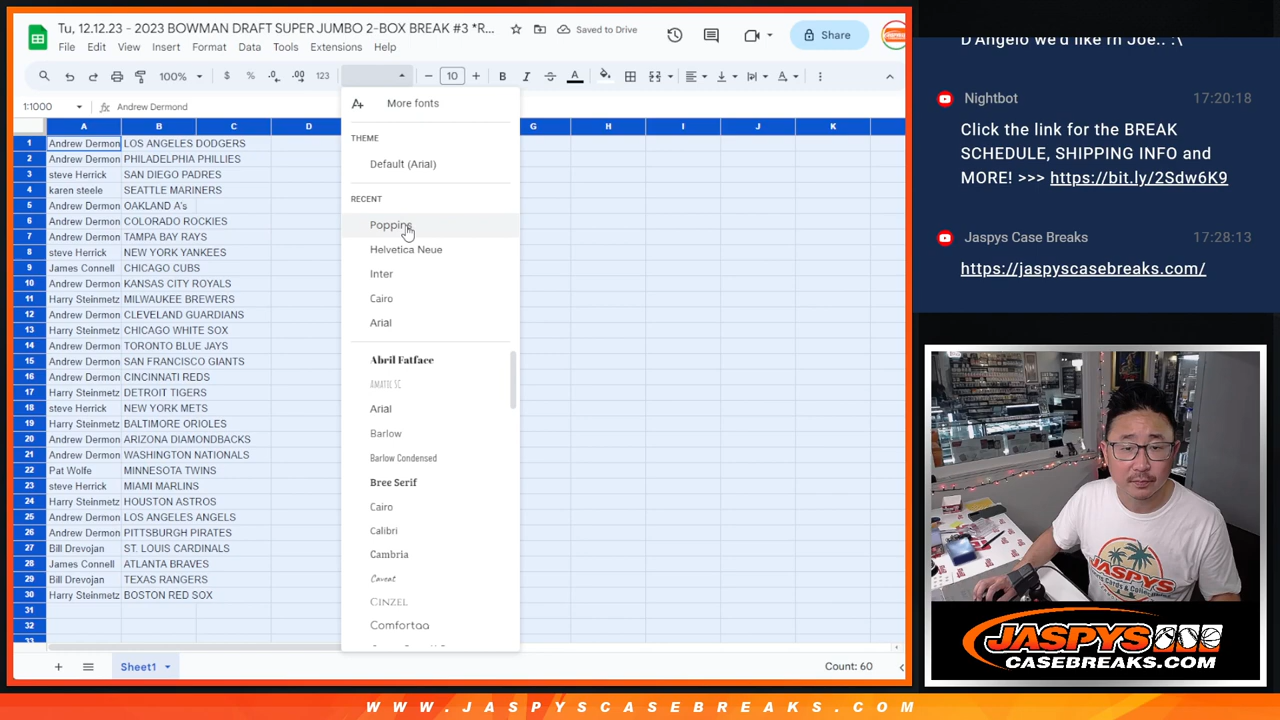 Tu, 12.12.23 - 2023 BOWMAN DRAFT SUPER JUMBO 2-BOX BREAK #3 *R...
Saved to Drive
Share
File Edit View Insert Format Data Tools Extensions Help
100% $ % .0 .00 123 10 B I A
1:1000 fx Andrew Dermond
A B C D G H I J K
1 Andrew Dermon LOS ANGELES DODGERS
2 Andrew Dermon PHILADELPHIA PHILLIES
3 steve Herrick SAN DIEGO PADRES
4 karen steele SEATTLE MARINERS
5 Andrew Dermon OAKLAND A's
6 Andrew Dermon COLORADO ROCKIES
7 Andrew Dermon TAMPA BAY RAYS
8 steve Herrick NEW YORK YANKEES
9 James Connell CHICAGO CUBS
10 Andrew Dermon KANSAS CITY ROYALS
11 Harry Steinmetz MILWAUKEE BREWERS
12 Andrew Dermon CLEVELAND GUARDIANS
13 Harry Steinmetz CHICAGO WHITE SOX
14 Andrew Dermon TORONTO BLUE JAYS
15 Andrew Dermon SAN FRANCISCO GIANTS
16 Andrew Dermon CINCINNATI REDS
17 Harry Steinmetz DETROIT TIGERS
18 steve Herrick NEW YORK METS
19 Harry Steinmetz BALTIMORE ORIOLES
20 Andrew Dermon ARIZONA DIAMONDBACKS
21 Andrew Dermon WASHINGTON NATIONALS
22 Pat Wolfe MINNESOTA TWINS
23 steve Herrick MIAMI MARLINS
24 Harry Steinmetz HOUSTON ASTROS
25 Andrew Dermon LOS ANGELES ANGELS
26 Andrew Dermon PITTSBURGH PIRATES
27 Bill Drevojan ST. LOUIS CARDINALS
28 James Connell ATLANTA BRAVES
29 Bill Drevojan TEXAS RANGERS
30 Harry Steinmetz BOSTON RED SOX
31
32
33
More fonts
THEME
Default (Arial)
RECENT
Poppins
Helvetica Neue
Inter
Cairo
Arial
Abril Fatface
AMATIC SC
Arial
Barlow
Barlow Condensed
Bree Serif
Cairo
Calibri
Cambria
Caveat
CINZEL
Comfortaa
Sheet1
Count: 60
D'Angelo we'd like rn Joe.. :\
Nightbot 17:20:18
Click the link for the BREAK
SCHEDULE, SHIPPING INFO and
MORE! >>> https://bit.ly/2Sdw6K9
Jaspys Case Breaks 17:28:13
https://jaspyscasebreaks.com/
JASPYS
JASPYS
CASEBREAKS.COM
WWW.JASPYSCASEBREAKS.COM